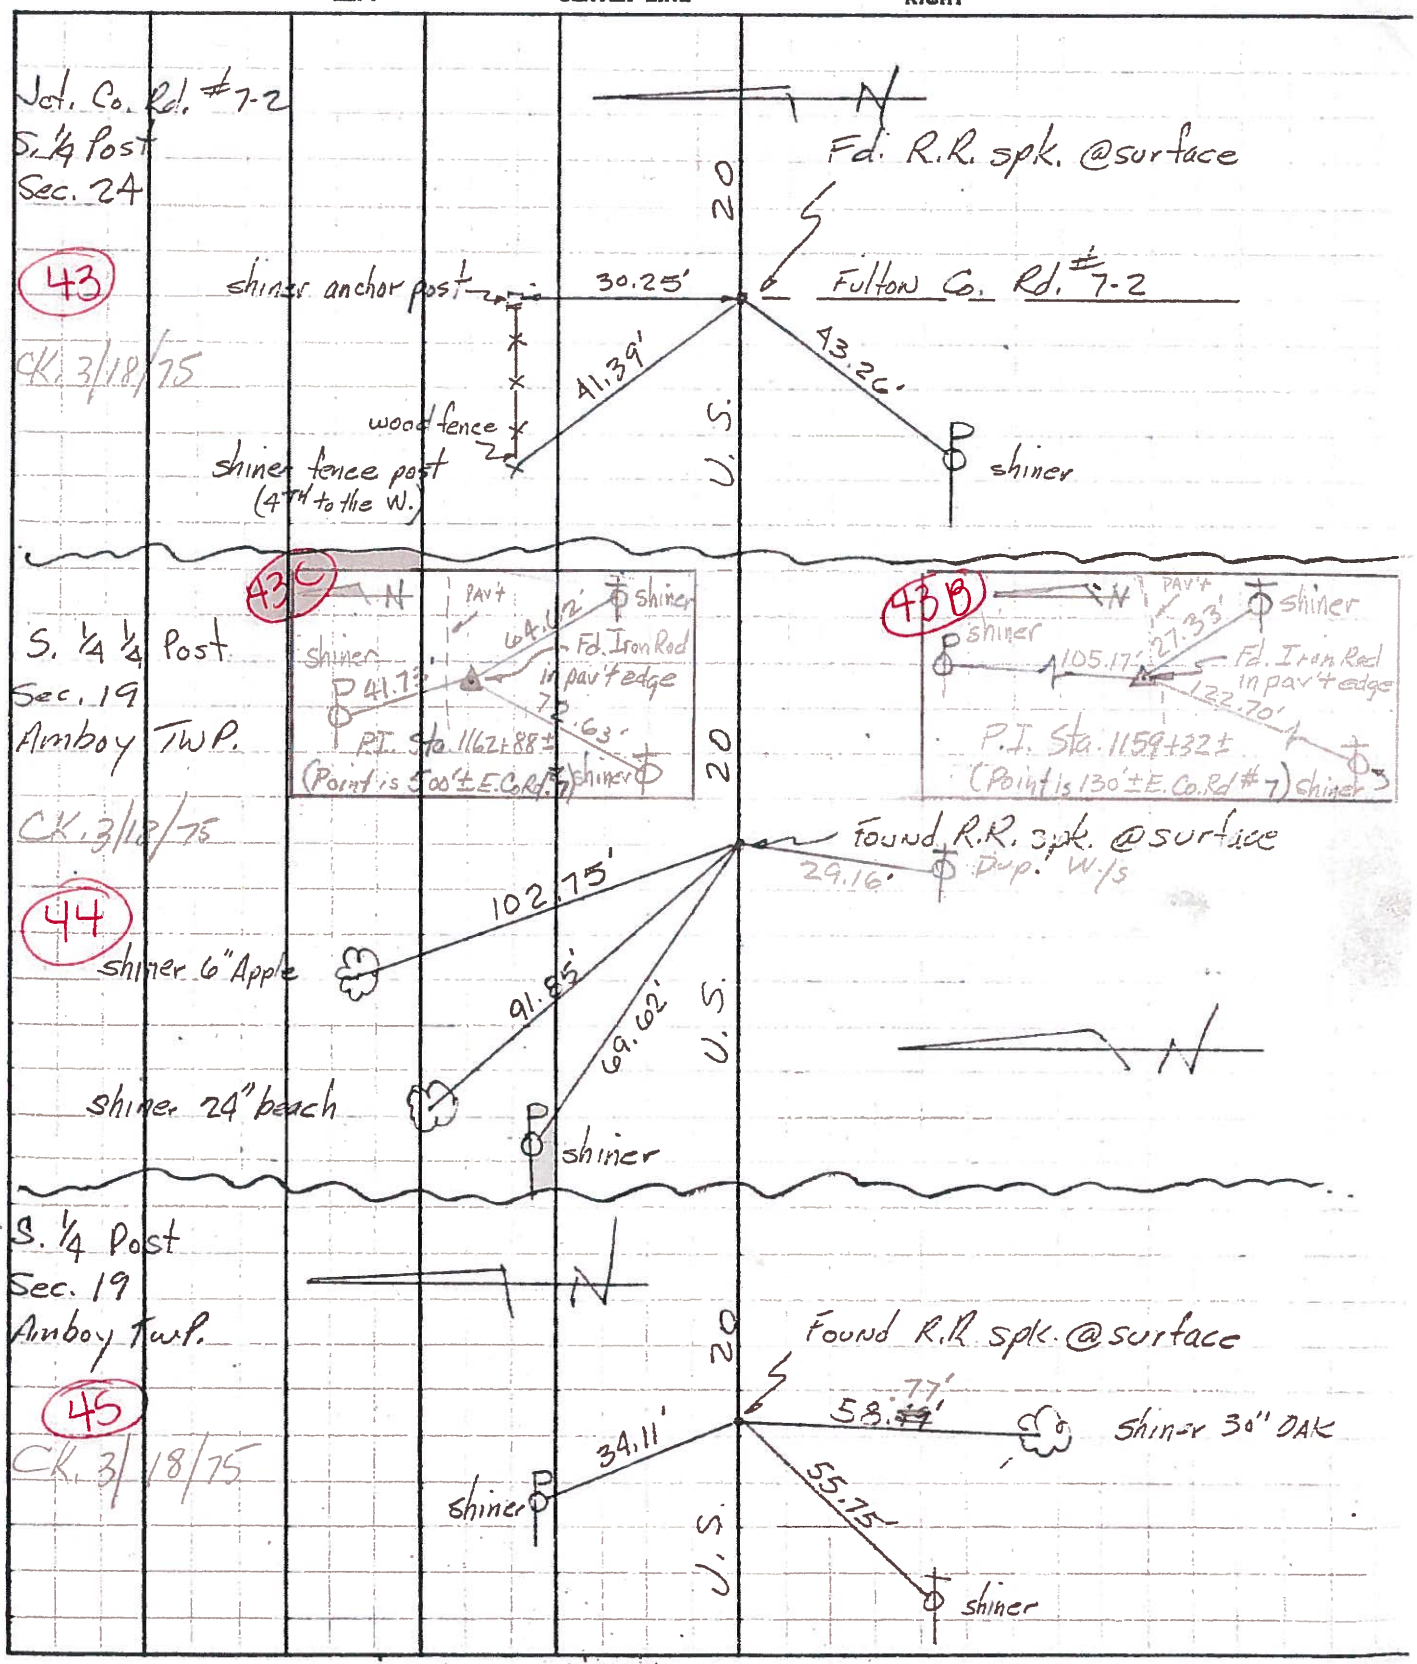 CENTER LINE
RIGHT
Jct. Co. Rd. #7-2
S. 1/4 Post
Sec. 24
N
Fd. R.R. spk. @surface
20
43
shiner anchor post
30.25'
Fulton Co. Rd. #7-2
CK. 3/18/75
41.39'
43.26'
wood fence
U.S.
P
shiner fence post
shiner
(4TH to the W.)
43C
N
PAV't
64.62'
shiner
43B
N
PAV't
27.33'
shiner
S. 1/4 1/4 Post
Sec. 19
Amboy TWP.
shiner
P
Fd. Iron Rod
in pav't edge
72.63'
P.I. Sta. 1162+88±
(Point is 500'± E. Co. Rd. #7)
shiner
shiner
P
105.17'
Fd. Iron Rod
in pav't edge
122.70'
P.I. Sta. 1159+32±
(Point is 130'± E. Co. Rd #7) shiner
20
Found R.R. spk. @surface
29.16'
W/s
44
102.75'
shiner 6" Apple
91.85'
69.62'
U.S.
N
shiner 24" beach
P
shiner
S. 1/4 Post
Sec. 19
Amboy TwP.
N
20
Found R.R. spk. @surface
45
CK. 3/18/75
34.11'
.77'
58.
shiner 30" OAK
P
shiner
55.75'
U.S.
shiner